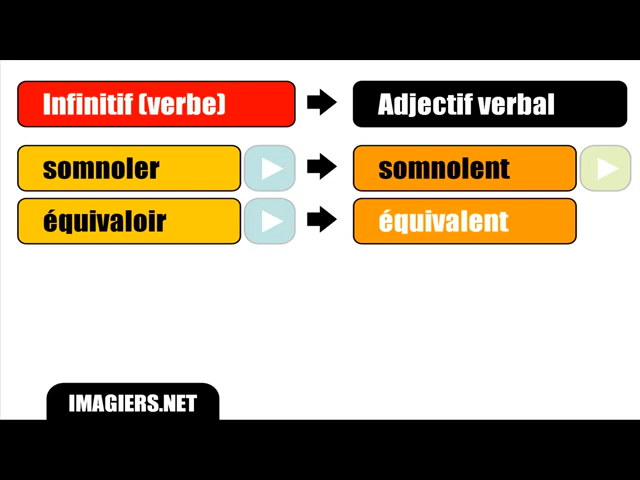 Infinitif (verbe) Adjectif verbal
somnoler somnolent
équivaloir équivalent
IMAGIERS.NET